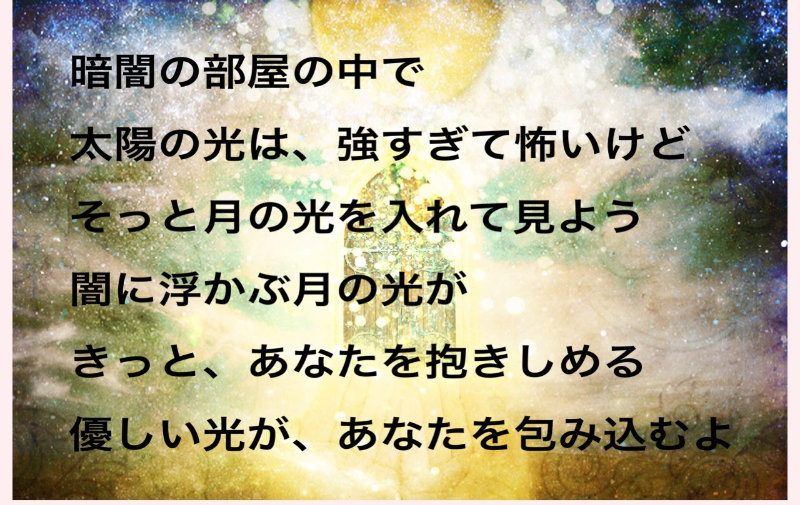 暗闇の部屋の中で
太陽の光は、強すぎて怖いけど
そっと月の光を入れて見よう
闇に浮かぶ月の光が
きっと、あなたを抱きしめる
優しい光が、あなたを包み込むよ